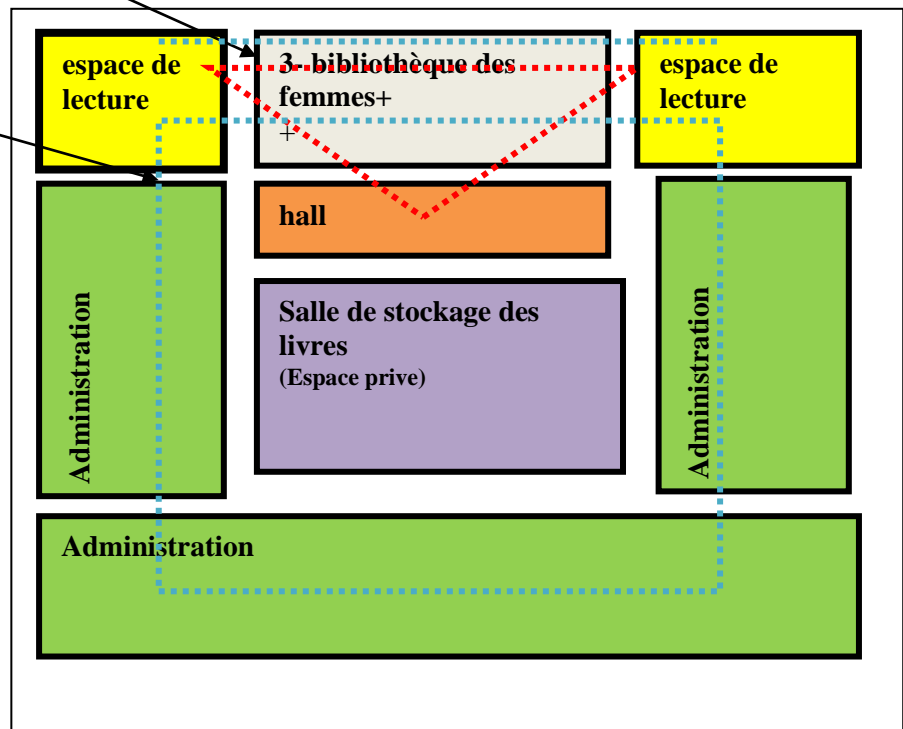 espace de
lecture
3- bibliothèque des
femmes+
+
espace de
lecture
hall
Administration
Salle de stockage des
livres
(Espace prive)
Administration
Administration